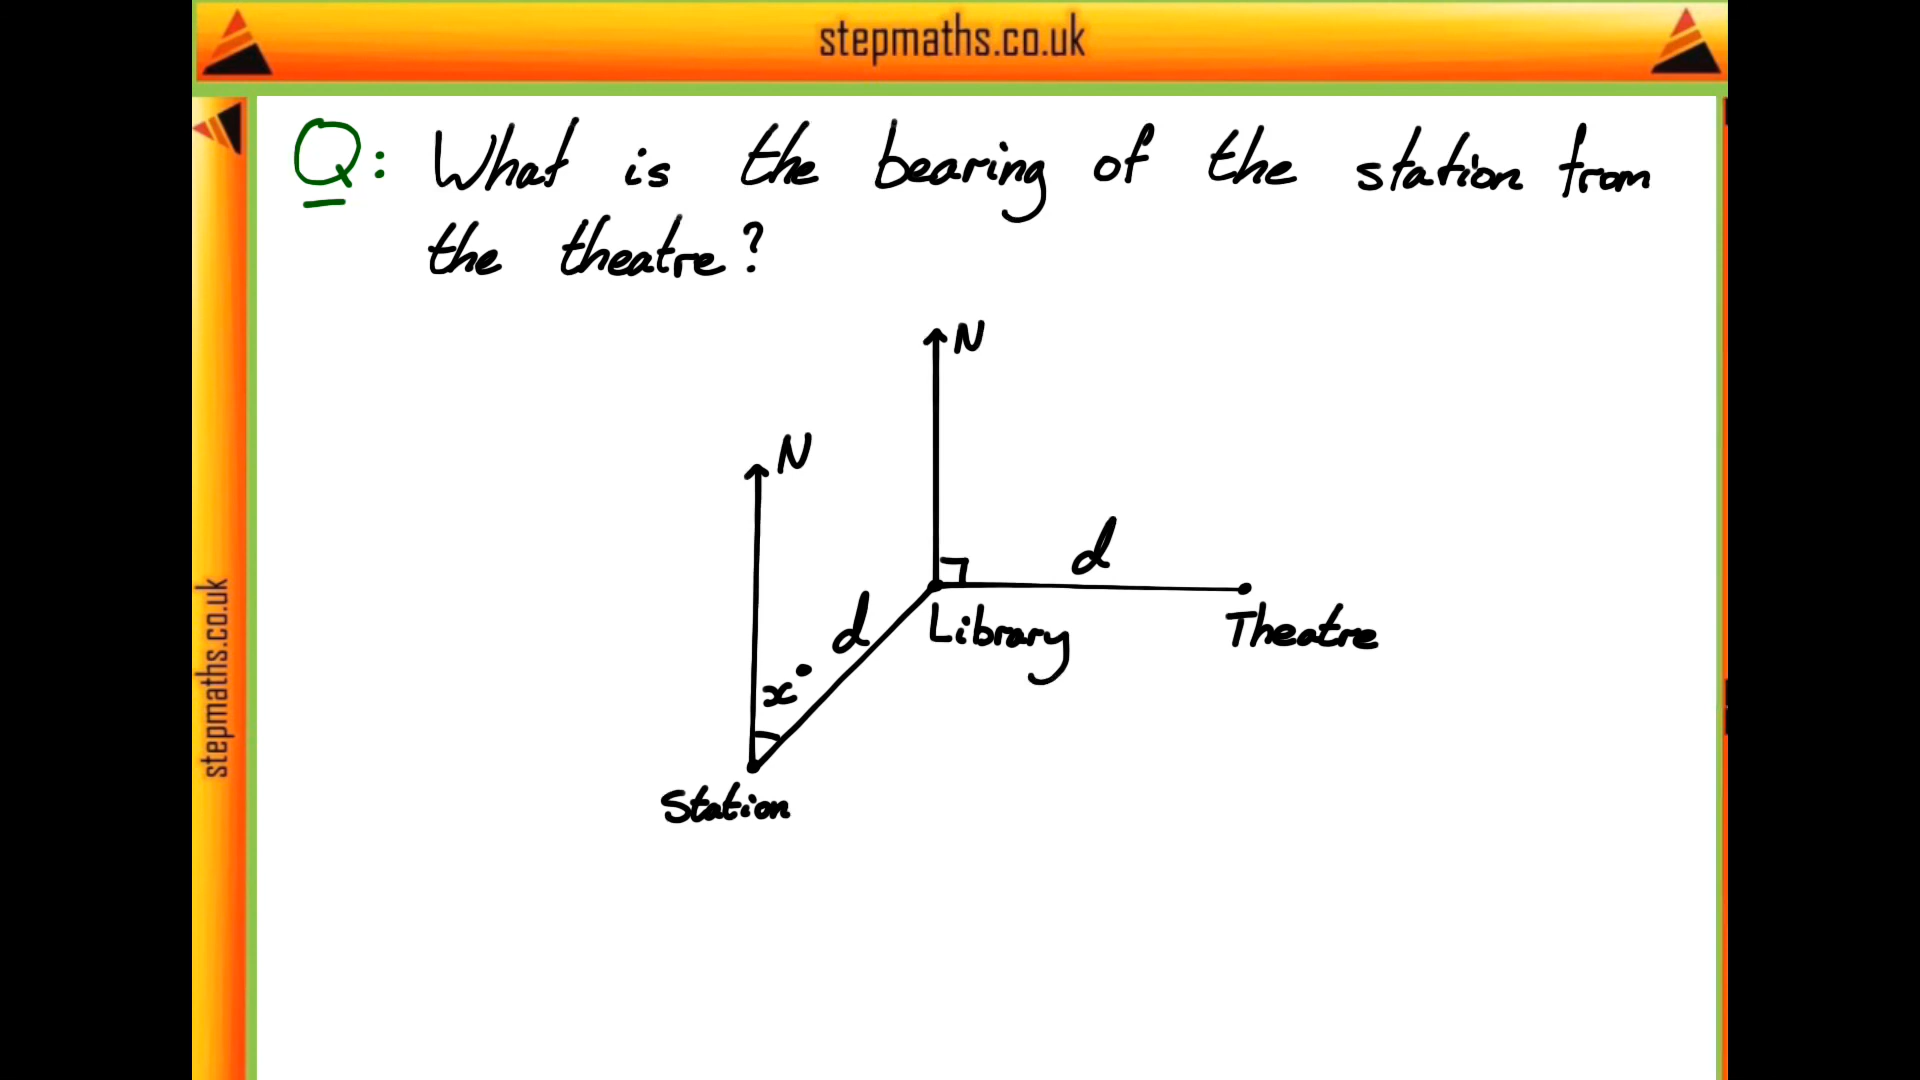 stepmaths.co.uk
Q: What is the bearing of the station from
the theatre?
N
N
d
d
Library
Theatre
x°
Station
stepmaths.co.uk